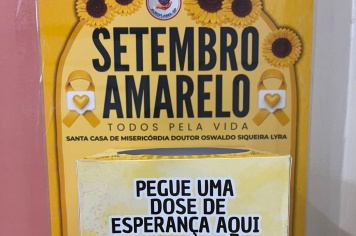 SETEMBRO
AMARELO
TODOS PELA VIDA
SANTA CASA DE MISERICÓRDIA DOUTOR OSWALDO SIQUEIRA LYRA
PEGUE UMA
DOSE DE
ESPERANÇA AQUI